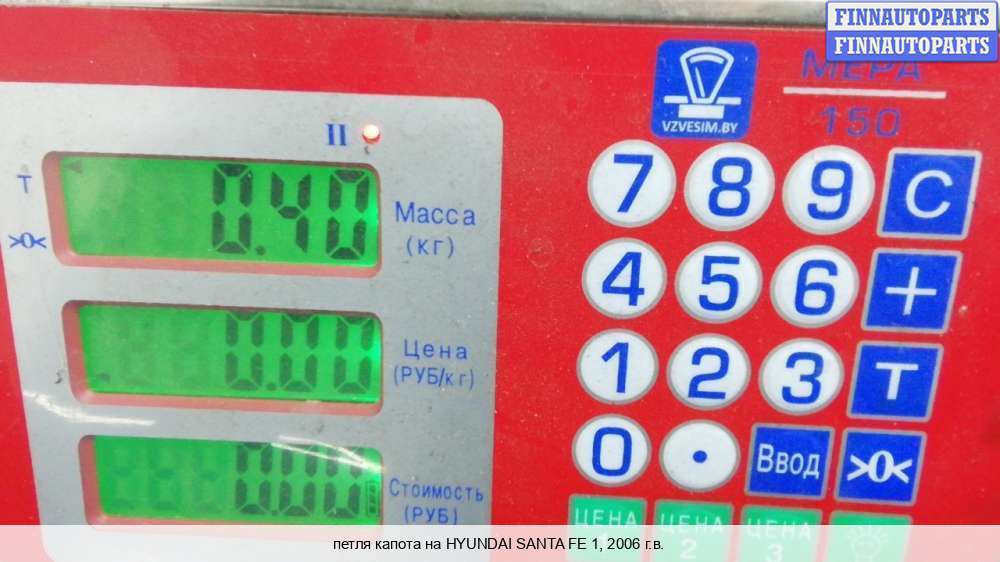 FINNAUTOPARTS
FINNAUTOPARTS
VZVESIM.BY
МЕРА
150
II
Т
>0<
0.40
Масса
(кг)
0.00
Цена
(РУБ/кг)
0.00
Стоимость
(РУБ)
7 8 9 C
4 5 6 +
1 2 3 T
0 . Ввод >0<
ЦЕНА 1 ЦЕНА 2 ЦЕНА 3
петля капота на HYUNDAI SANTA FE 1, 2006 г.в.